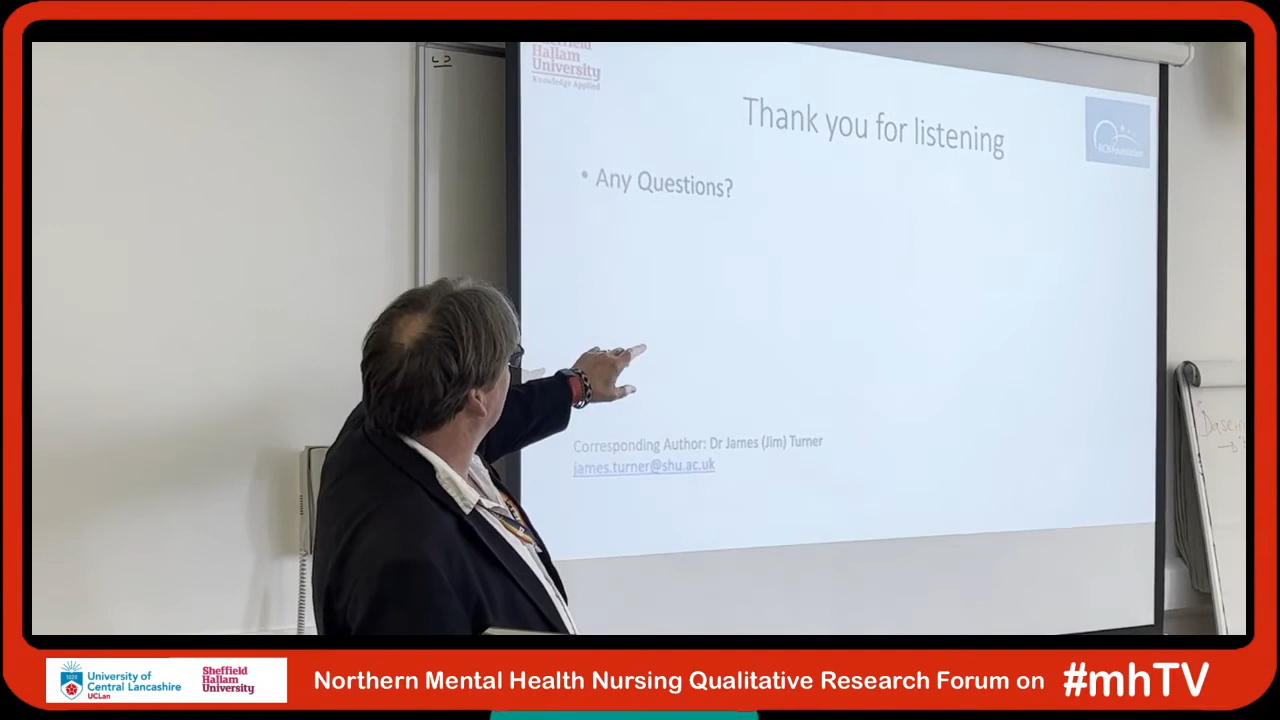 Sheffield
Hallam
University
Knowledge Applied
Thank you for listening
RCN Foundation
• Any Questions?
Corresponding Author: Dr James (Jim) Turner
james.turner@shu.ac.uk
University of
Central Lancashire
UCLan
Sheffield
Hallam
University
Northern Mental Health Nursing Qualitative Research Forum on
#mhTV